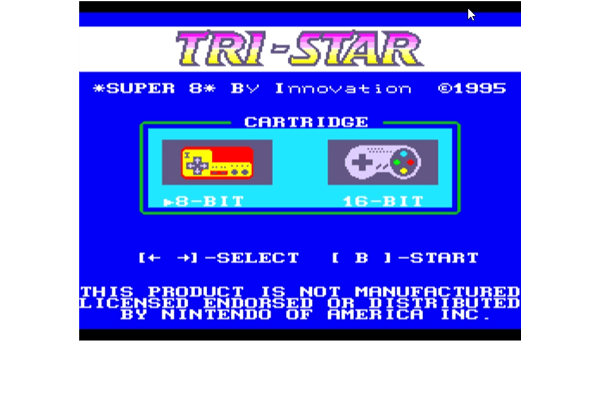 TRI-STAR
*SUPER 8* By Innovation ©1995
CARTRIDGE
▶8-BIT 16-BIT
[← →]-SELECT [ B ]-START
THIS PRODUCT IS NOT MANUFACTURED
LICENSED ENDORSED OR DISTRIBUTED
BY NINTENDO OF AMERICA INC.